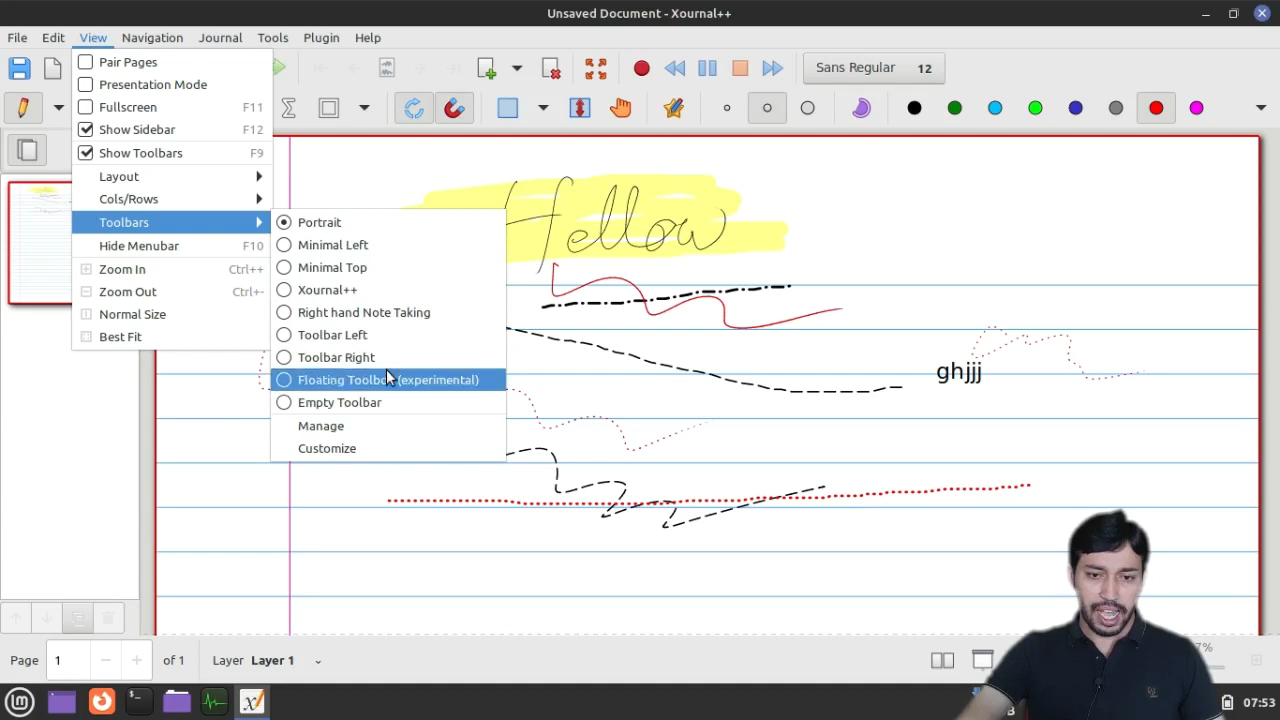 Unsaved Document - Xournal++
File Edit View Navigation Journal Tools Plugin Help
Sans Regular 12
Pair Pages
Presentation Mode
Fullscreen F11
Show Sidebar F12
Show Toolbars F9
Layout
Cols/Rows
Toolbars
Hide Menubar F10
Zoom In Ctrl++
Zoom Out Ctrl+-
Normal Size
Best Fit
Portrait
Minimal Left
Minimal Top
Xournal++
Right hand Note Taking
Toolbar Left
Toolbar Right
(experimental)
Floating
Empty Toolbar
Manage
Customize
ghjjj
Page 1 of 1 Layer Layer 1
07:53